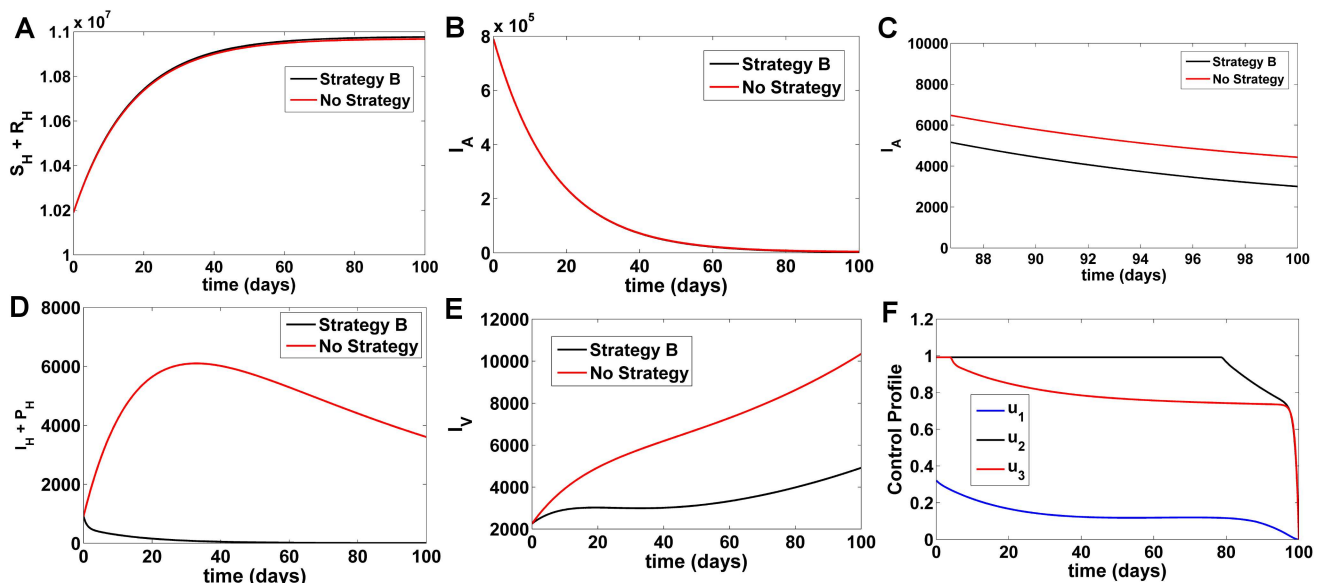 A
x 10^7
1.1
1.08
1.06
1.04
1.02
1
0 20 40 60 80 100
S_H + R_H
time (days)
Strategy B
No Strategy
B
x 10^5
8
6
4
2
0
0 20 40 60 80 100
I_A
time (days)
Strategy B
No Strategy
C
10000
8000
6000
4000
2000
0
88 90 92 94 96 98 100
I_A
time (days)
Strategy B
No Strategy
D
8000
6000
4000
2000
0
0 20 40 60 80 100
I_H + P_H
time (days)
Strategy B
No Strategy
E
12000
10000
8000
6000
4000
2000
0 20 40 60 80 100
I_V
time (days)
Strategy B
No Strategy
F
1.2
1
0.8
0.6
0.4
0.2
0
0 20 40 60 80 100
Control Profile
time (days)
u_1
u_2
u_3